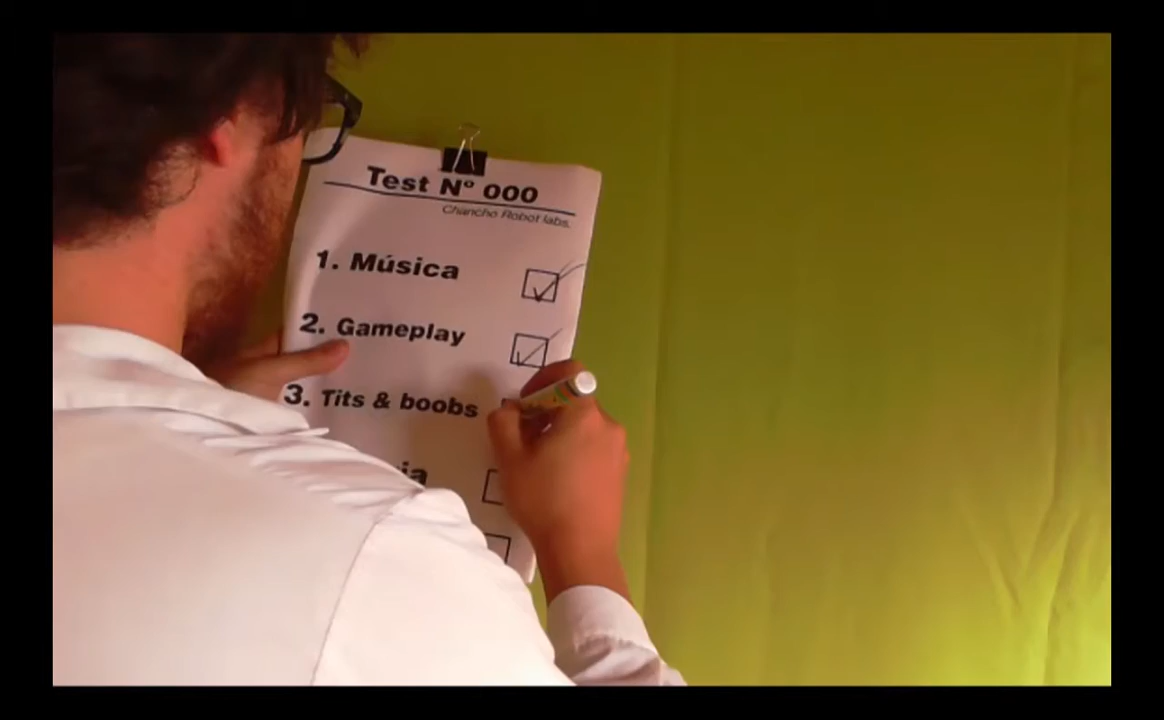 Test Nº 000
Chancho Robot labs.
1. Música
2. Gameplay
3. Tits & boobs